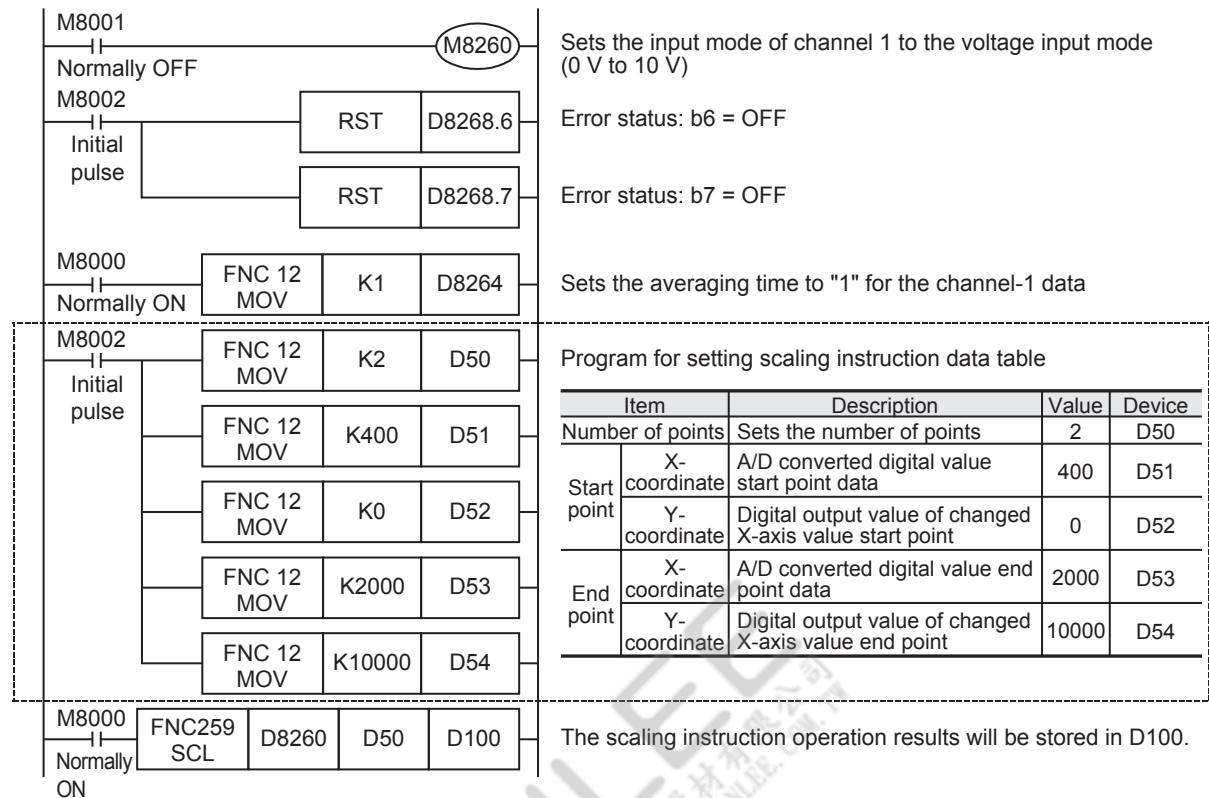 M8001
Normally OFF
M8260
Sets the input mode of channel 1 to the voltage input mode
(0 V to 10 V)
M8002
Initial
pulse
RST D8268.6
Error status: b6 = OFF
RST D8268.7
Error status: b7 = OFF
M8000
Normally ON
FNC 12
MOV
K1 D8264
Sets the averaging time to "1" for the channel-1 data
M8002
Initial
pulse
FNC 12
MOV
K2 D50
FNC 12
MOV
K400 D51
FNC 12
MOV
K0 D52
FNC 12
MOV
K2000 D53
FNC 12
MOV
K10000 D54
Program for setting scaling instruction data table
Item Description Value Device
Number of points Sets the number of points 2 D50
Start
point
X-
coordinate
A/D converted digital value
start point data
400 D51
Y-
coordinate
Digital output value of changed
X-axis value start point
0 D52
End
point
X-
coordinate
A/D converted digital value end
point data
2000 D53
Y-
coordinate
Digital output value of changed
X-axis value end point
10000 D54
M8000
Normally
ON
FNC259
SCL
D8260 D50 D100
The scaling instruction operation results will be stored in D100.